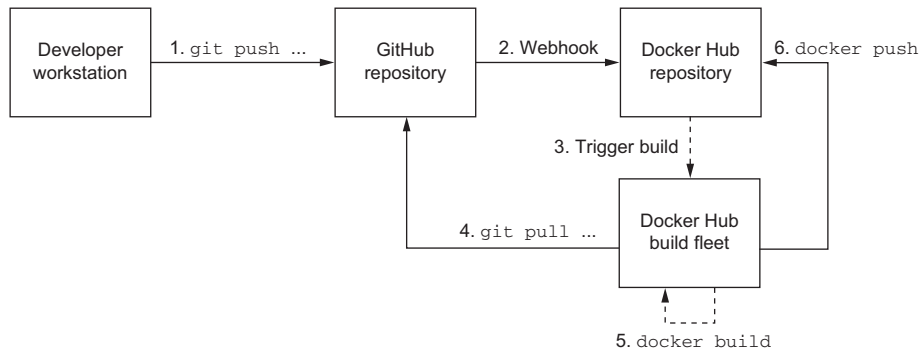 Developer
workstation
1. git push ...
GitHub
repository
2. Webhook
Docker Hub
repository
6. docker push
3. Trigger build
Docker Hub
build fleet
4. git pull ...
5. docker build